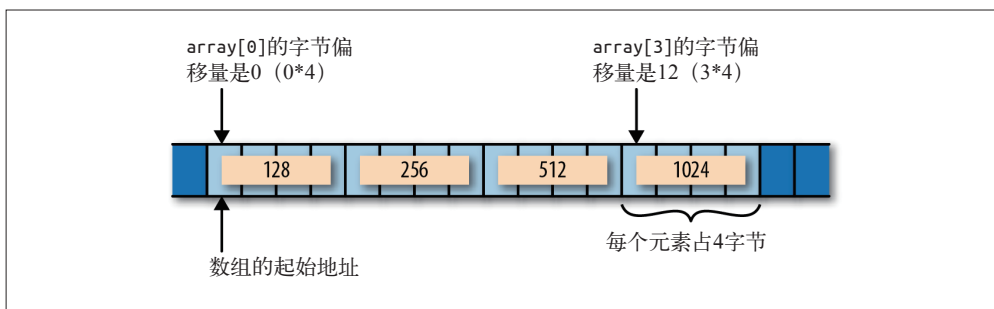 array[0]的字节偏
移量是0（0*4）
array[3]的字节偏
移量是12（3*4）
128
256
512
1024
每个元素占4字节
数组的起始地址